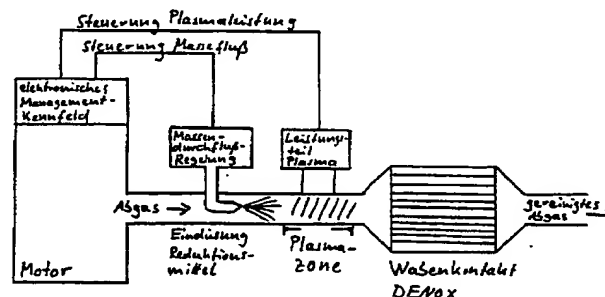 Steuerung Plasmaleistung
Steuerung Massefluß
elektronisches
Management-
Kennfeld
Massen-
durchfluß-
Regelung
Leistungs-
teil
Plasma
Abgas
gereinigtes
Abgas
Eindüsung
Reduktions-
mittel
Plasma-
zone
Motor
Wabenkontakt
DENOX